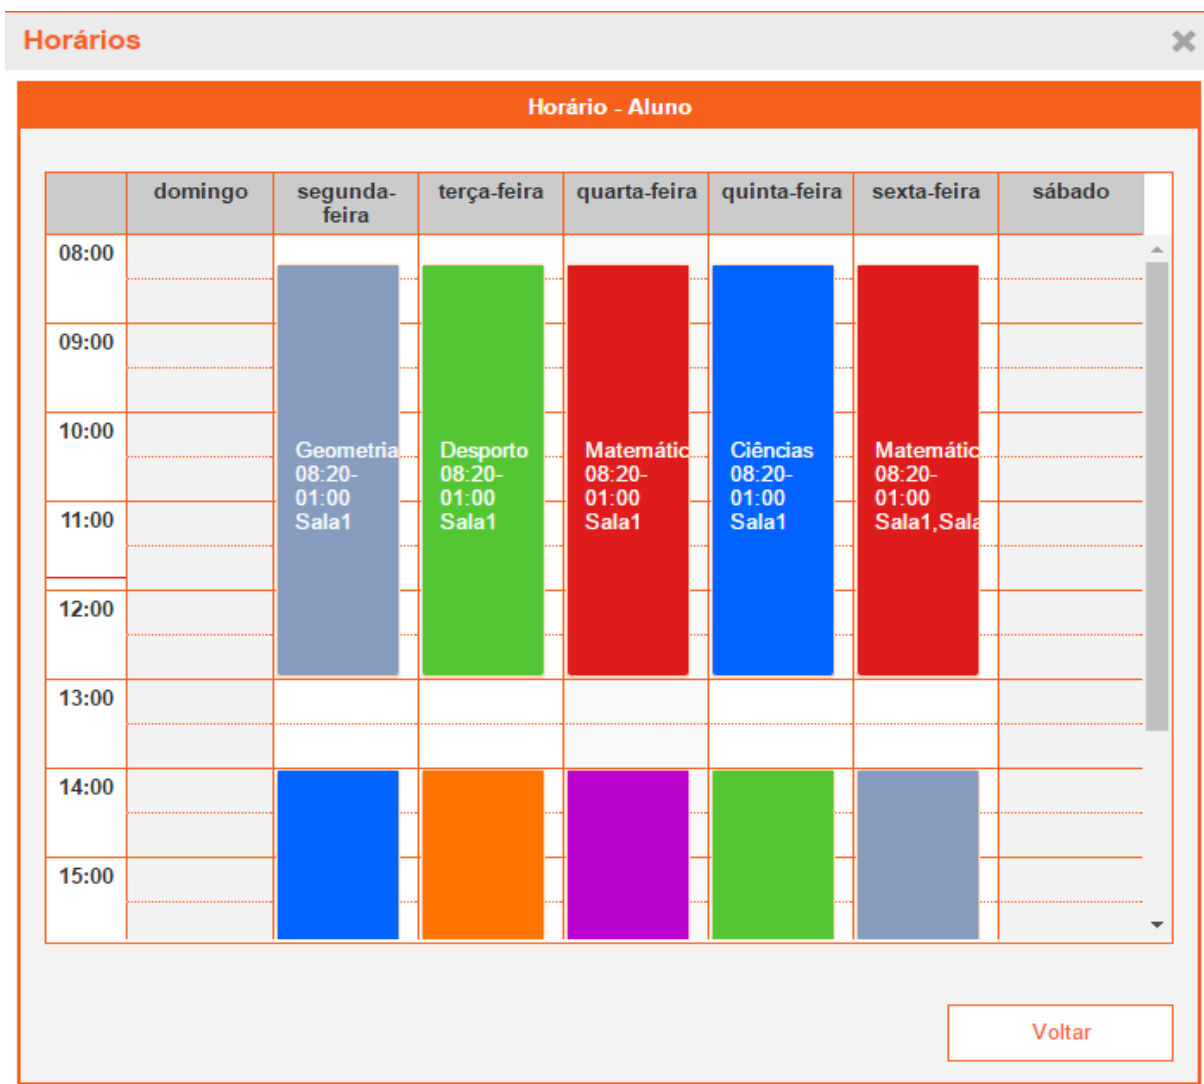 Horários
Horário - Aluno
domingo
segunda-
feira
terça-feira
quarta-feira
quinta-feira
sexta-feira
sábado
08:00
09:00
10:00
11:00
12:00
13:00
14:00
15:00
Geometria
08:20-
01:00
Sala1
Desporto
08:20-
01:00
Sala1
Matemátic
08:20-
01:00
Sala1
Ciências
08:20-
01:00
Sala1
Matemátic
08:20-
01:00
Sala1,Sala
Voltar